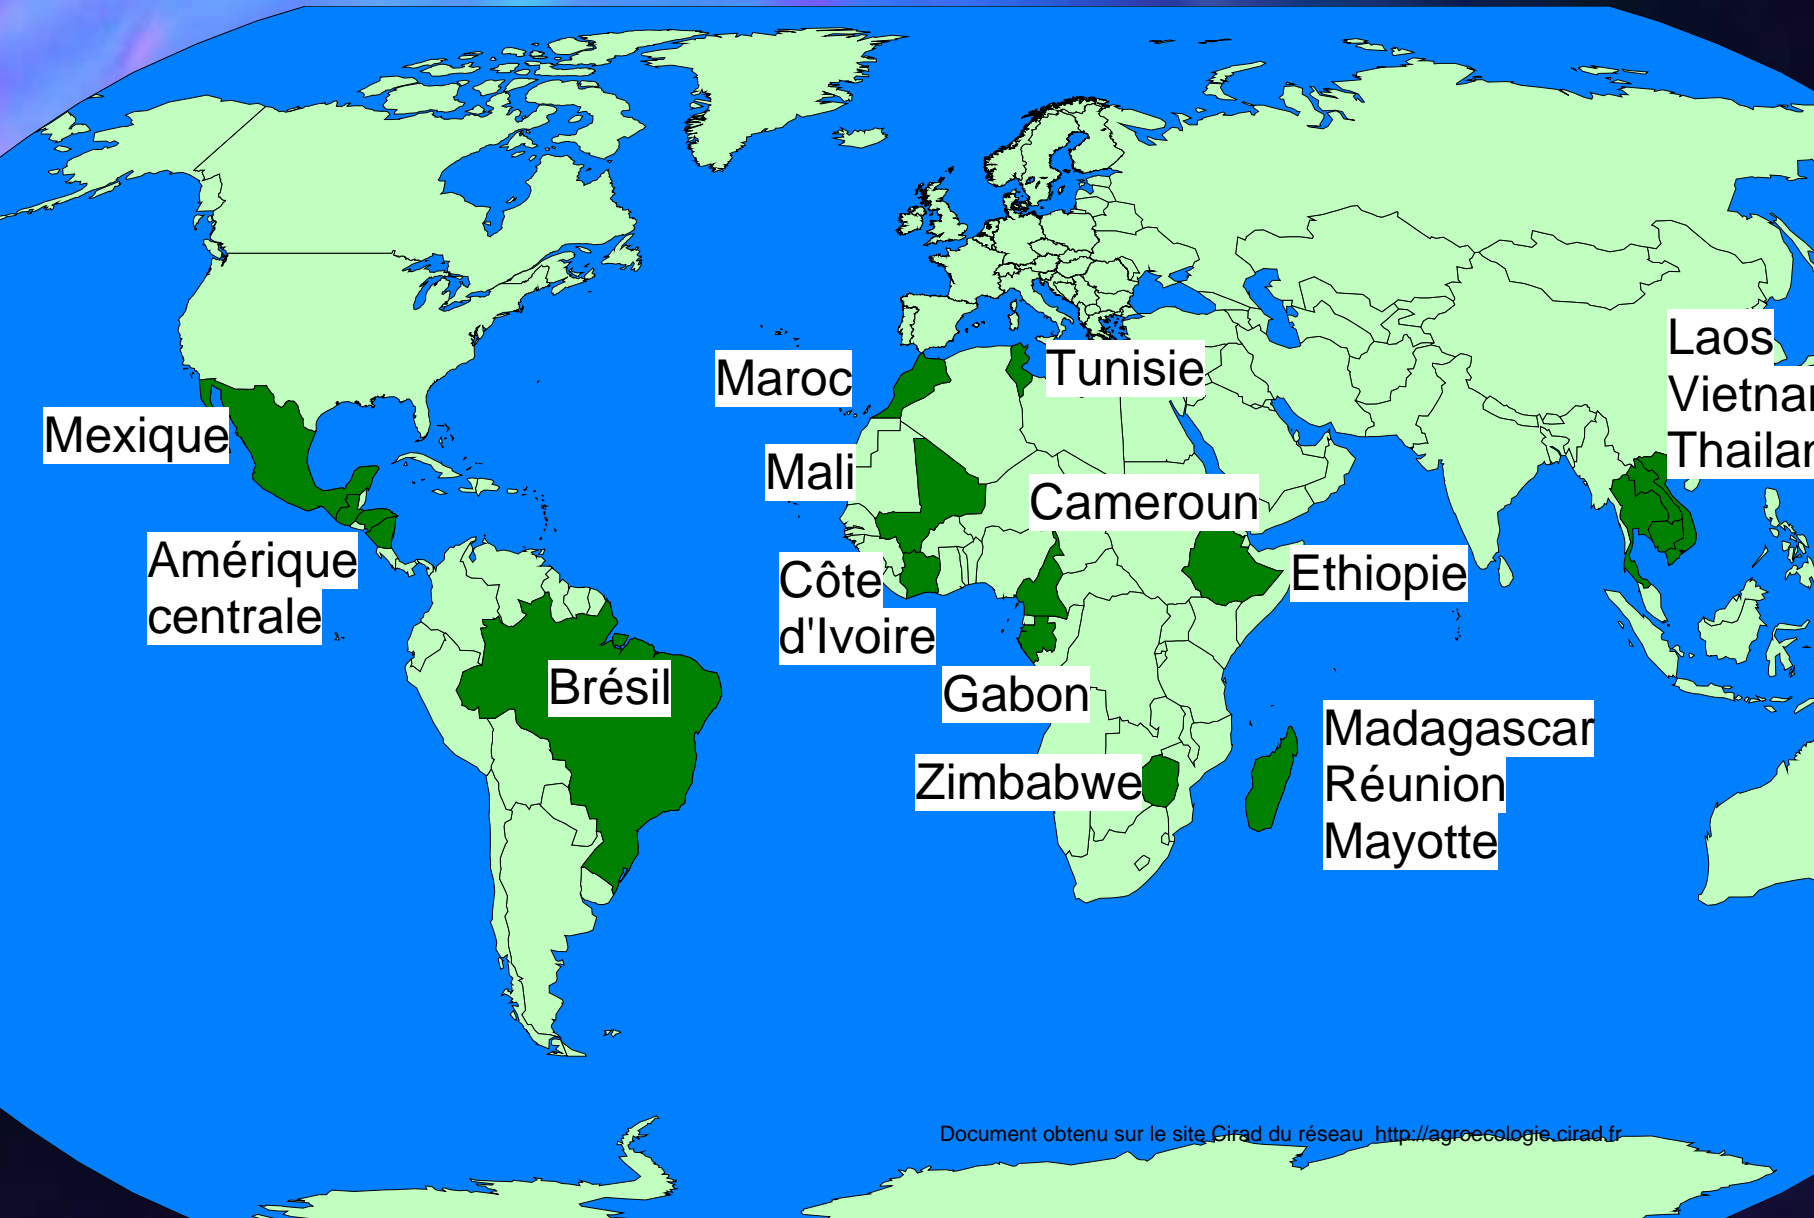 Laos
Maroc
Tunisie
Mexique
Mali
Cameroun
Amérique
centrale
Côte
d'Ivoire
Ethiopie
Brésil
Gabon
Madagascar
Réunion
Mayotte
Zimbabwe
Document obtenu sur le site Cirad du réseau http://agroecologie.cirad.fr